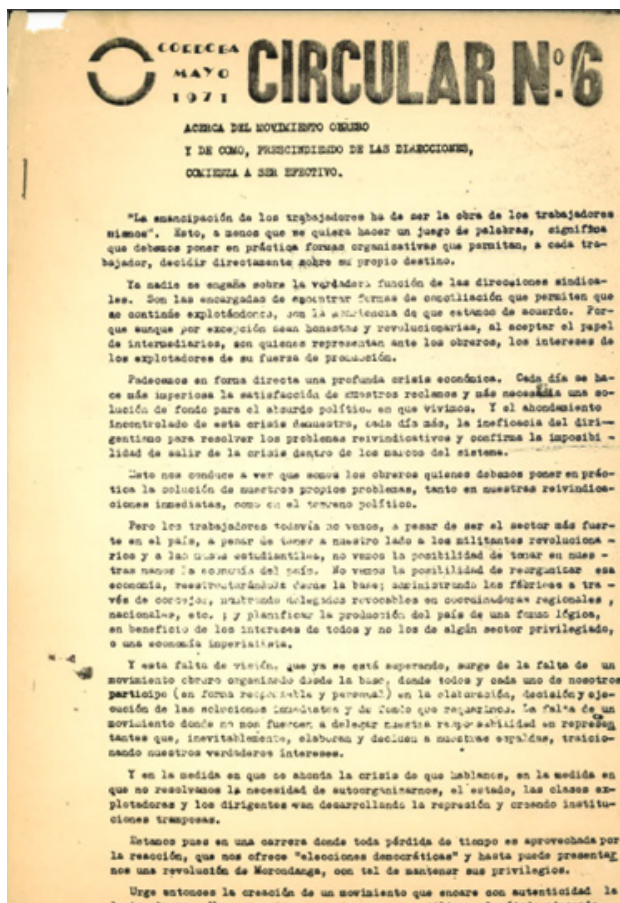 CORDOBA
MAYO
1971
CIRCULAR Nº6
ACERCA DEL MOVIMIENTO OBRERO
Y DE COMO, PRESCINDIENDO DE LAS DIRECCIONES,
COMIENZA A SER EFECTIVO.
"La emancipación de los trabajadores ha de ser la obra de los trabajadores
mismos". Esto, a menos que se quiera hacer un juego de palabras, significa
que debemos poner en práctica formas organizativas que permitan, a cada tra-
bajador, decidir directamente sobre su propio destino.
Ya nadie se engaña sobre la verdadera función de las direcciones sindica-
les. Son las encargadas de encontrar formas de conciliación que permiten que
se continúe explotándonos, con la de que estamos de acuerdo. Por-
que aunque por excepción sean honestas y revolucionarias, al aceptar el papel
de intermediarios, son quienes representan ante los obreros, los intereses de
los explotadores de su fuerza de producción.
Padecemos en forma directa una profunda crisis económica. Cada día se ha-
ce más imperiosa la satisfacción de nuestros reclamos y más necesaria una so-
lución de fondo para el absurdo político en que vivimos. Y el ahondamiento
incontrolado de esta crisis demuestra, cada día más, la ineficacia del diri-
gentismo para resolver los problemas reivindicativos y confirma la imposibi -
lidad de salir de la crisis dentro de los marcos del sistema.
Esto nos conduce a ver que somos los obreros quienes debemos poner en prác-
tica la solución de nuestros propios problemas, tanto en nuestras reivindica-
ciones inmediatas, como en el terreno político.
Pero los trabajadores todavía no vemos, a pesar de ser el sector más fuer-
te en el país, a pesar de tener a nuestro lado a los militantes revoluciona -
rios y a las masas estudiantiles, no vemos la posibilidad de tomar en nues -
tras manos la economía del país. No vemos la posibilidad de reorganizar esa
economía, reestructurándola desde la base; administrando las fábricas a tra -
vés de consejos, nombrando delegados revocables en coordinadoras regionales ,
nacionales, etc. ; y planificar la producción del país de una forma lógica,
en beneficio de los intereses de todos y no los de algún sector privilegiado,
o una economía imperialista.
Y esta falta de visión, que ya se está superando, surge de la falta de un
movimiento obrero organizado desde la base, donde todos y cada uno de nosotros
participe (en forma responsable y personal) en la elaboración, decisión y eje-
cución de las soluciones inmediatas y de fondo que requerimos. La falta de un
movimiento donde no nos fuercen a delegar nuestra responsabilidad en represen
tantes que, inevitablemente, elaboran y deciden a nuestras espaldas, traicio-
nando nuestros verdaderos intereses.
Y en la medida en que se ahonda la crisis de que hablamos, en la medida en
que no resolvemos la necesidad de autoorganizarnos, el estado, las clases ex-
plotadoras y los dirigentes van desarrollando la represión y creando institu-
ciones tramposas.
Estamos pues en una carrera donde toda pérdida de tiempo es aprovechada por
la reacción, que nos ofrece "elecciones democráticas" y hasta puede presentar
nos una revolución de Morondanga, con tal de mantener sus privilegios.
Urge entonces la creación de un movimiento que encare con autenticidad la